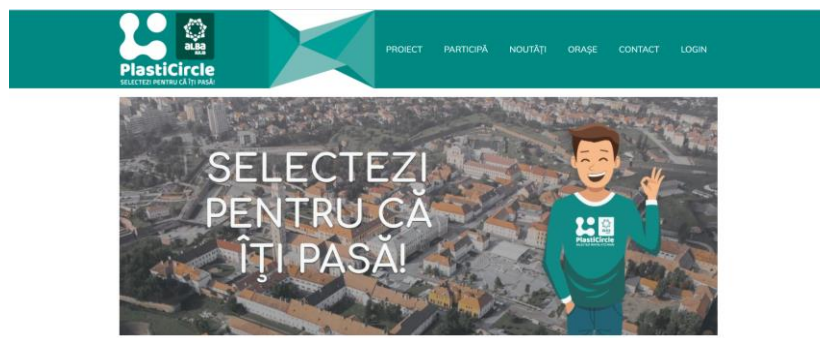 ALBA
IULIA
PlastiCircle
SELECTEZI PENTRU CĂ ÎȚI PASĂ!
PROIECT PARTICIPĂ NOUTĂȚI ORAȘE CONTACT LOGIN
SELECTEZI
PENTRU CĂ
ÎȚI PASĂ!
PlastiCircle